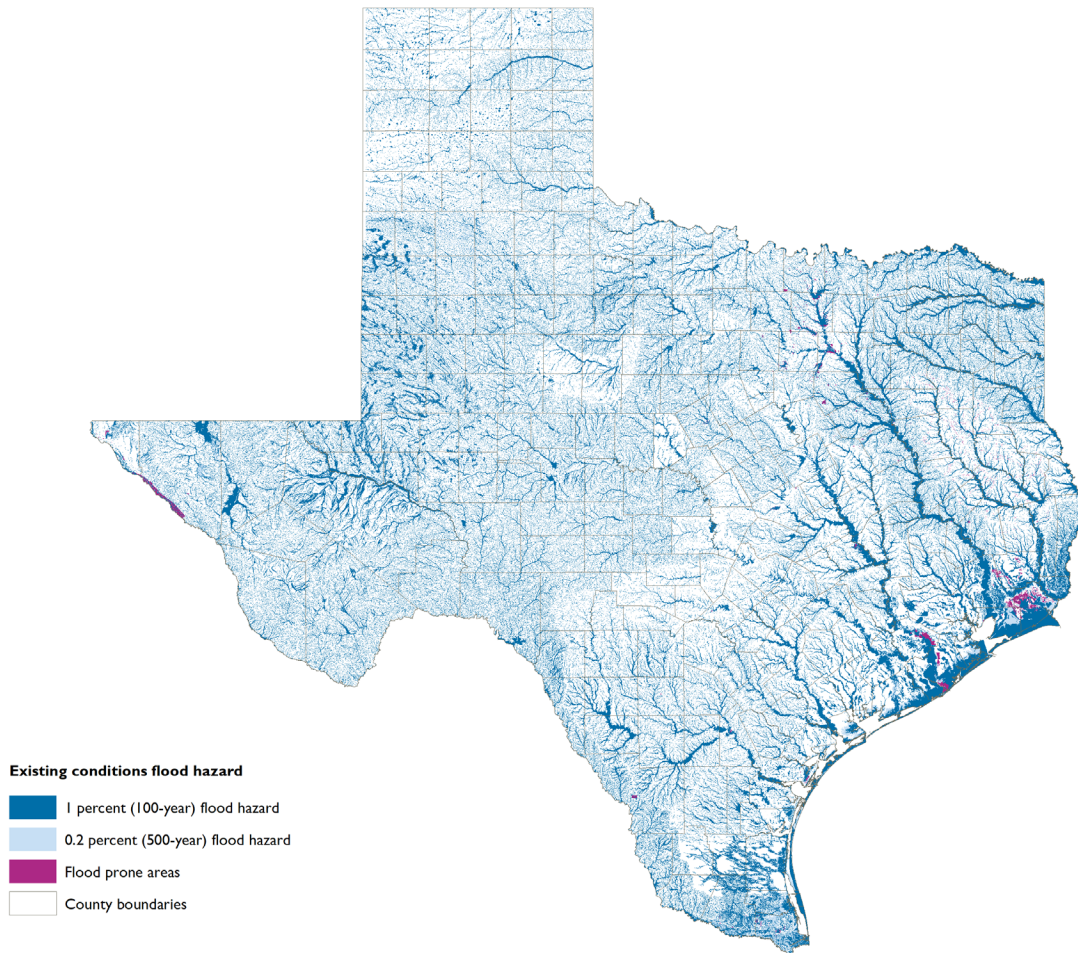 Existing conditions flood hazard
1 percent (100-year) flood hazard
0.2 percent (500-year) flood hazard
Flood prone areas
County boundaries